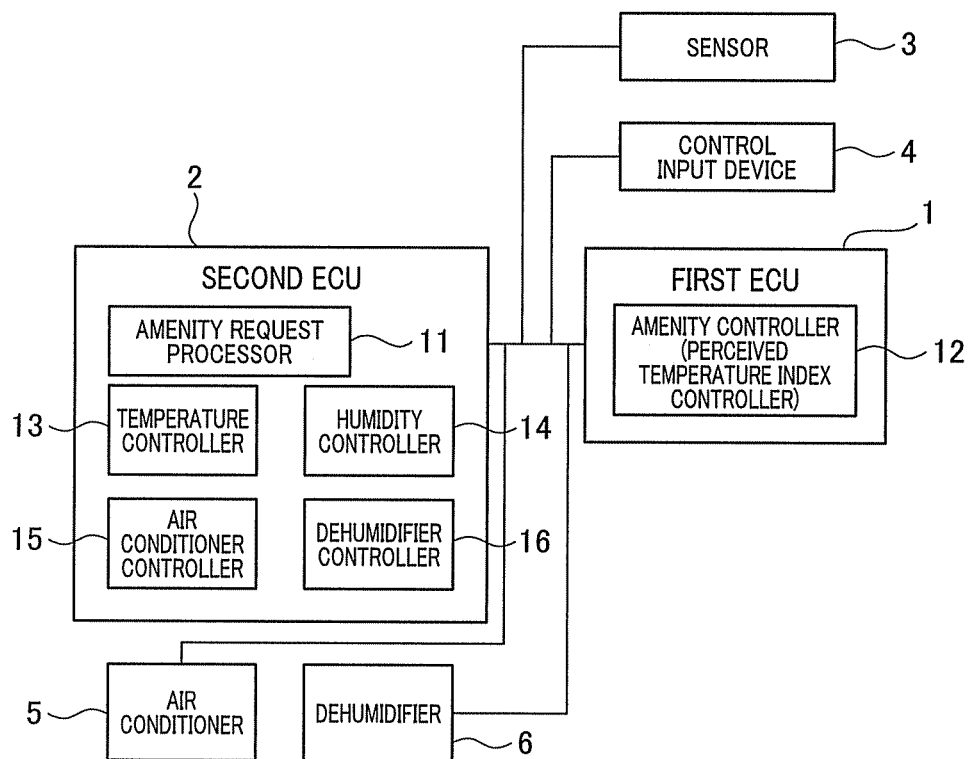 SENSOR
3
CONTROL
INPUT DEVICE
4
2
1
SECOND ECU
FIRST ECU
AMENITY REQUEST
PROCESSOR
11
AMENITY CONTROLLER
(PERCEIVED
TEMPERATURE INDEX
CONTROLLER)
12
13
TEMPERATURE
CONTROLLER
HUMIDITY
CONTROLLER
14
15
AIR
CONDITIONER
CONTROLLER
DEHUMIDIFIER
CONTROLLER
16
5
AIR
CONDITIONER
DEHUMIDIFIER
6